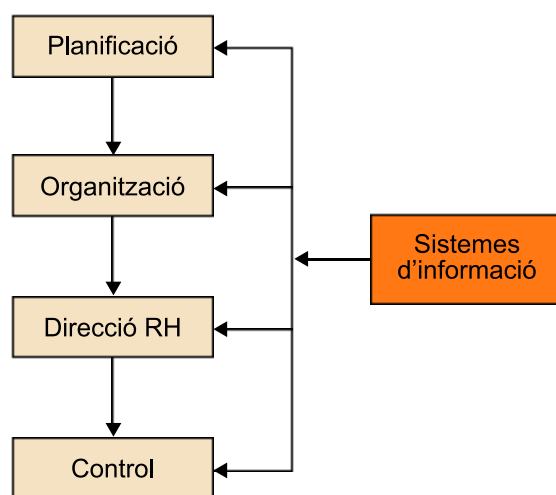 Planificació
Organització
Sistemes
d'informació
Direcció RH
Control